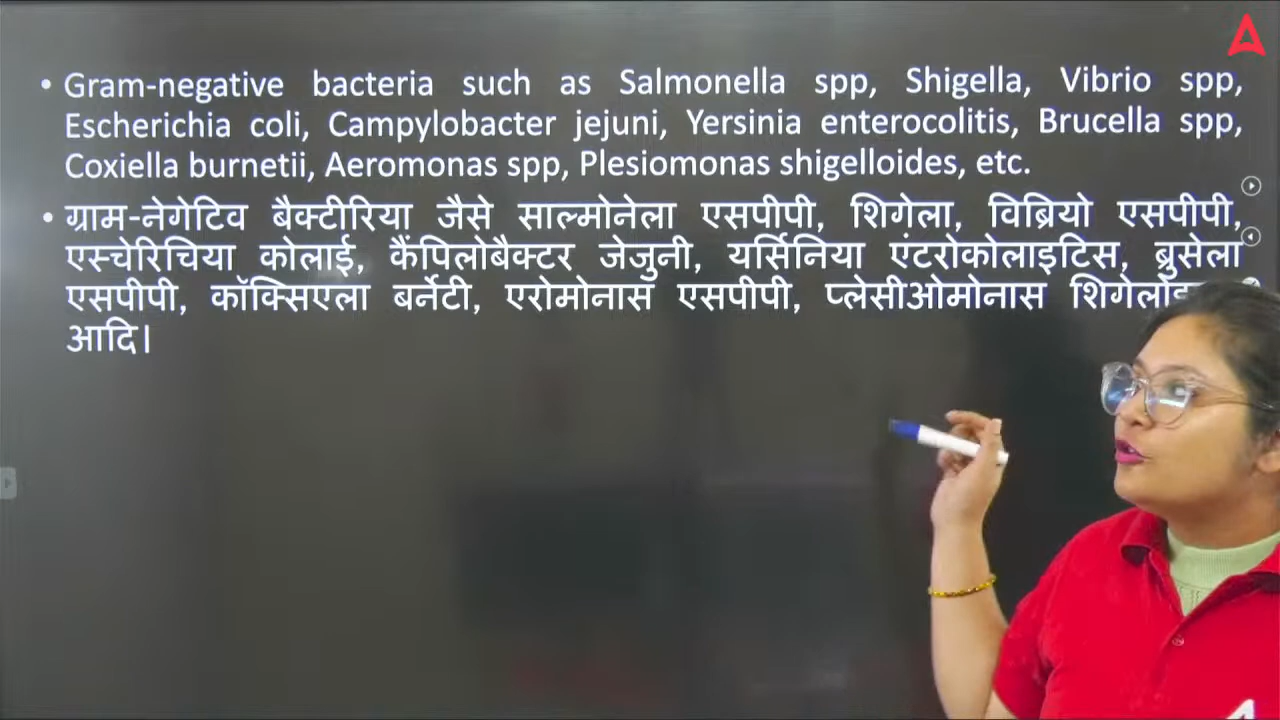 • Gram-negative bacteria such as Salmonella spp, Shigella, Vibrio spp,
Escherichia coli, Campylobacter jejuni, Yersinia enterocolitis, Brucella spp,
Coxiella burnetii, Aeromonas spp, Plesiomonas shigelloides, etc.
• ग्राम-नेगेटिव बैक्टीरिया जैसे साल्मोनेला एसपीपी, शिगेला, विब्रियो एसपीपी,
एस्चेरिचिया कोलाई, कैंपिलोबैक्टर जेजुनी, यर्सिनिया एंटरोकोलाइटिस, ब्रुसेला
एसपीपी, कॉक्सिएला बर्नेटी, एरोमोनास एसपीपी, प्लेसीओमोनास
आदि।